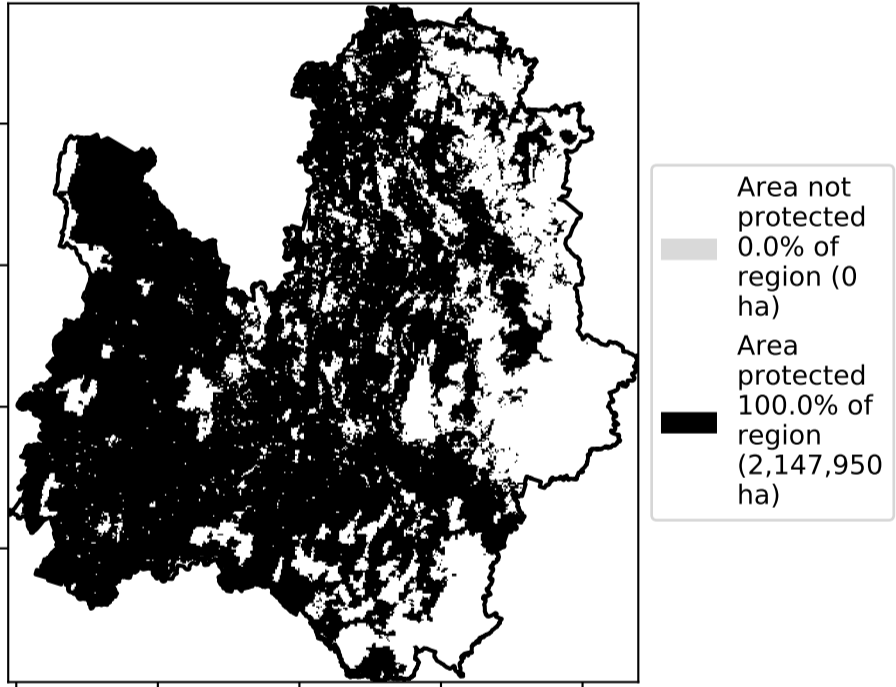 Area not
protected
0.0% of
region (0
ha)
Area
protected
100.0% of
region
(2,147,950
ha)